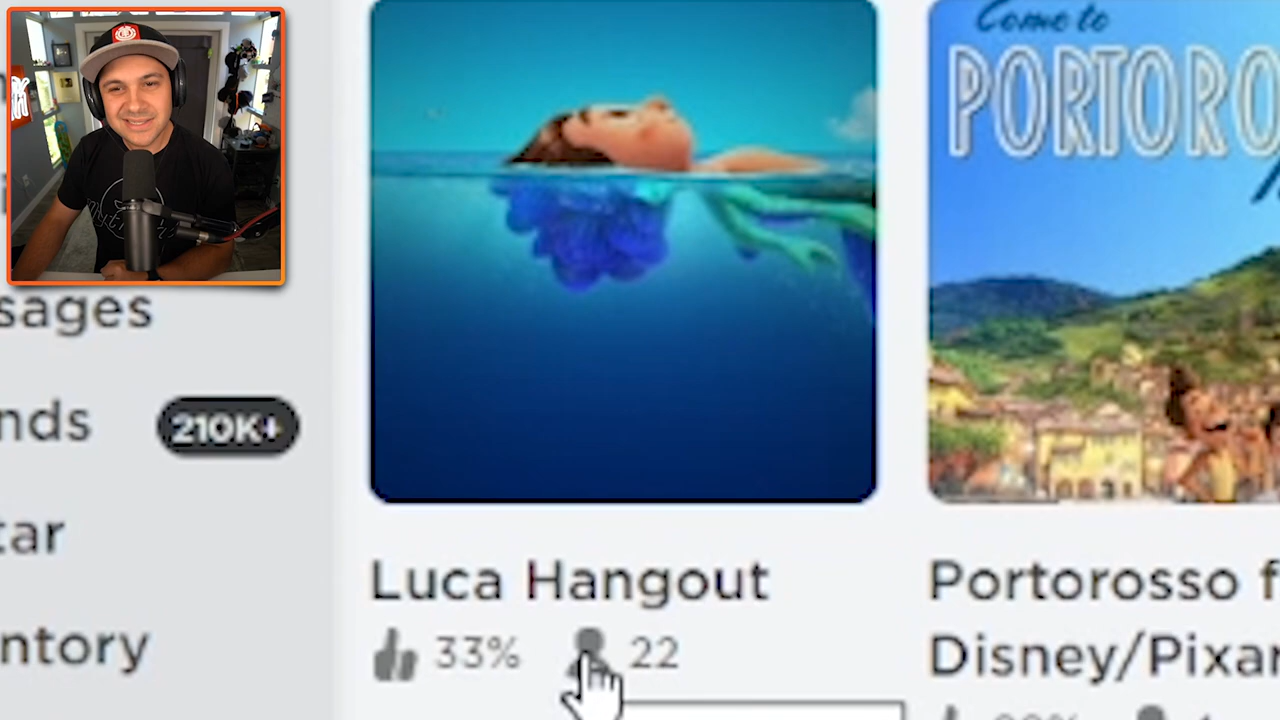 Come to
PORTORO
sages
nds 210K+
tar
ntory
Luca Hangout
33% 22
Portorosso f
Disney/Pixar